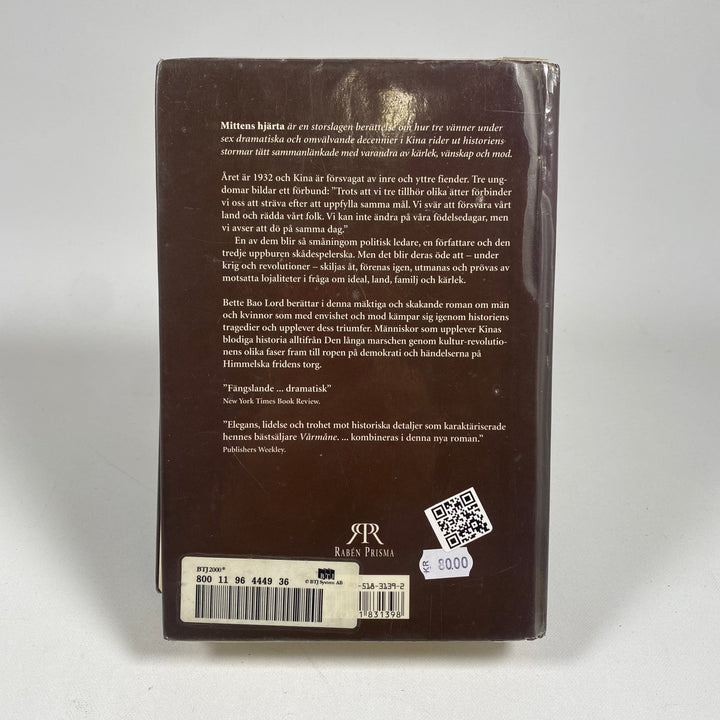 Mittens hjärta är en storslagen berättelse om hur tre vänner under
sex dramatiska och omvälvande decennier i Kina rider ut historiens
stormar tätt sammanlänkade med varandra av kärlek, vänskap och mod.
Året är 1932 och Kina är försvagat av inre och yttre fiender. Tre ung-
domar bildar ett förbund: ”Trots att vi tre tillhör olika ätter förbinder
vi oss att sträva efter att uppfylla samma mål. Vi svär att försvara vårt
land och rädda vårt folk. Vi kan inte ändra på våra födelsedagar, men
vi avser att dö på samma dag.”
En av dem blir så småningom politisk ledare, en författare och den
tredje uppburen skådespelerska. Men det blir deras öde att – under
krig och revolutioner – skiljas åt, förenas igen, utmanas och prövas av
motsatta lojaliteter i fråga om ideal, land, familj och kärlek.
Bette Bao Lord berättar i denna mäktiga och skakande roman om män
och kvinnor som med envishet och mod kämpar sig igenom historiens
tragedier och upplever dess triumfer. Människor som upplever Kinas
blodiga historia alltifrån Den långa marschen genom kultur-revolutio-
nens olika faser fram till ropen på demokrati och händelserna på
Himmelska fridens torg.
”Fängslande ... dramatisk”
New York Times Book Review.
”Elegans, lidelse och trohet mot historiska detaljer som karaktäriserade
hennes bästsäljare Vårmåne. ... kombineras i denna nya roman.”
Publishers Weekley.
RABÉN PRISMA
KR 80.00
BTJ 2000®
800 11 96 4449 36
© BTJ System AB
-518-3139-2
831398